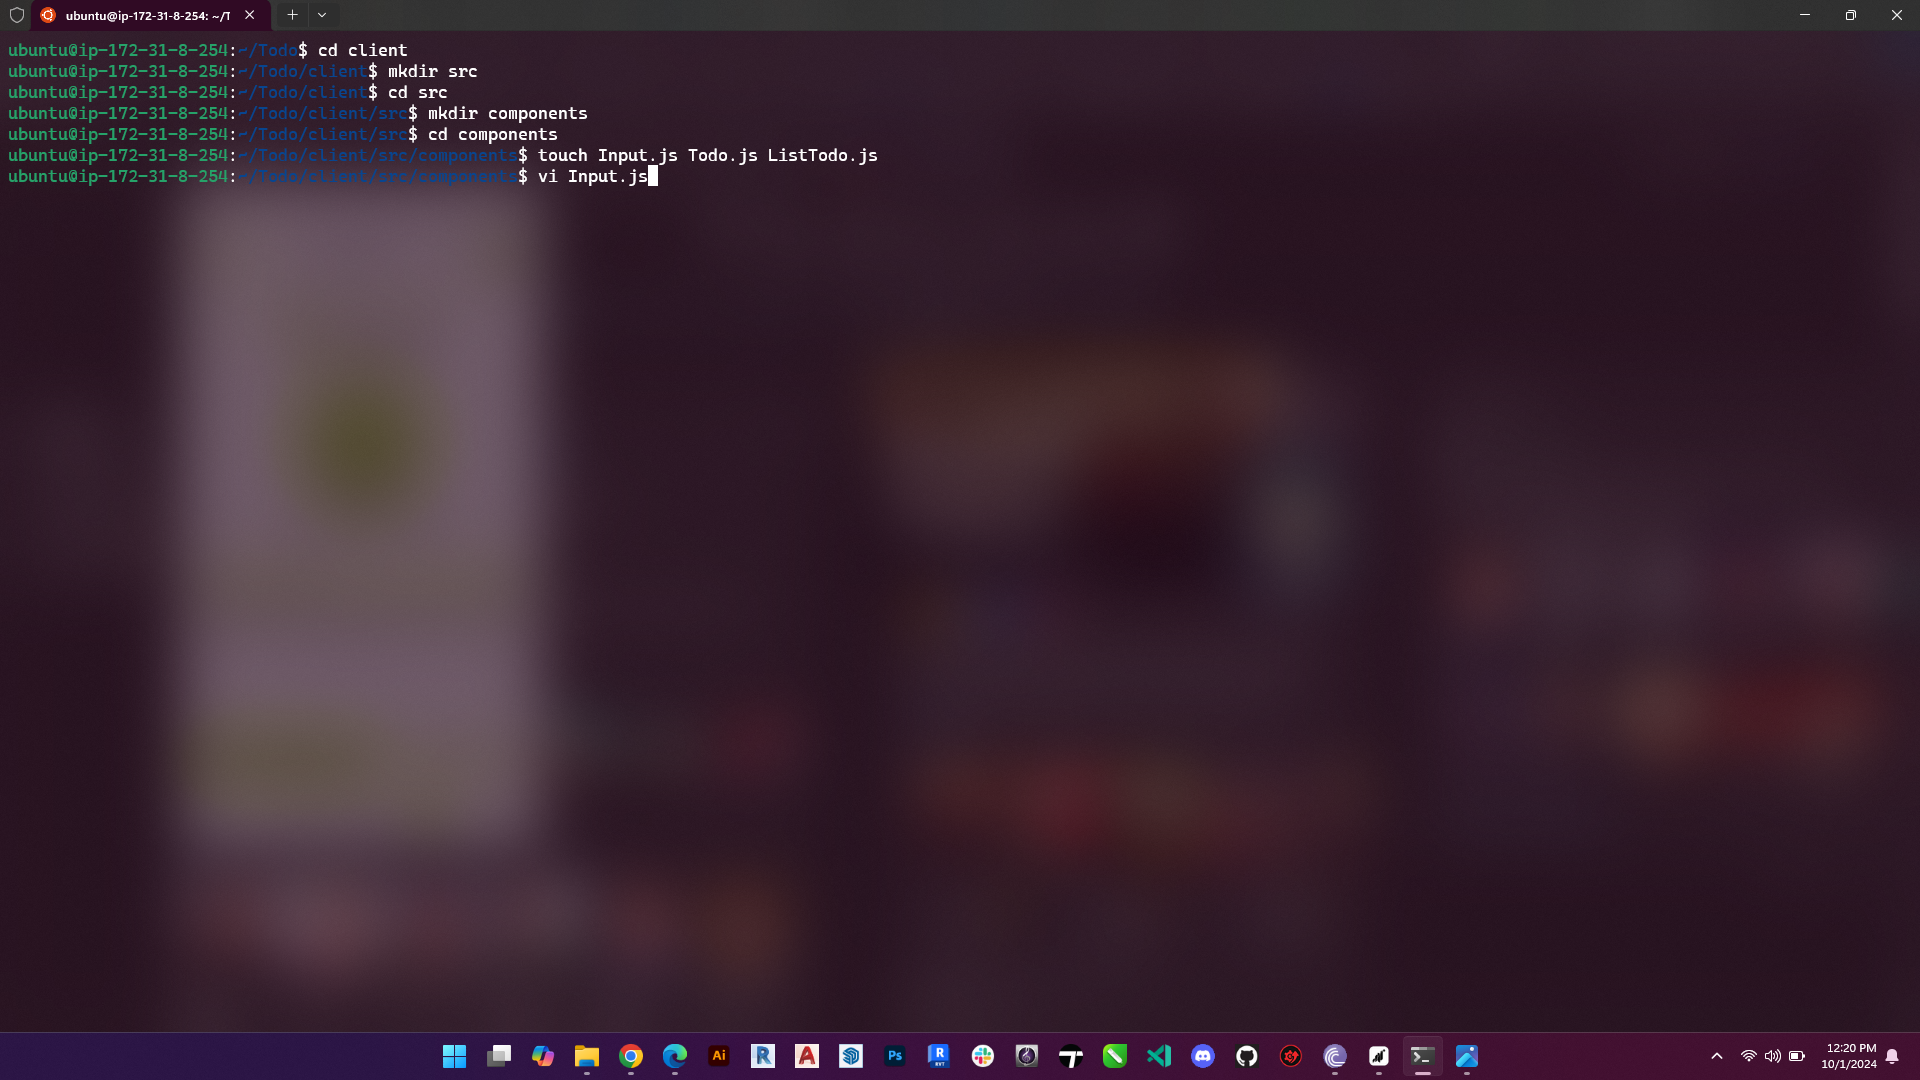 ubuntu@ip-172-31-8-254: ~/T
ubuntu@ip-172-31-8-254:~/Todo$ cd client
ubuntu@ip-172-31-8-254:~/Todo/client$ mkdir src
ubuntu@ip-172-31-8-254:~/Todo/client$ cd src
ubuntu@ip-172-31-8-254:~/Todo/client/src$ mkdir components
ubuntu@ip-172-31-8-254:~/Todo/client/src$ cd components
ubuntu@ip-172-31-8-254:~/Todo/client/src/components$ touch Input.js Todo.js ListTodo.js
ubuntu@ip-172-31-8-254:~/Todo/client/src/components$ vi Input.js
Ai
R
A
Ps
R
RVT
12:20 PM
10/1/2024